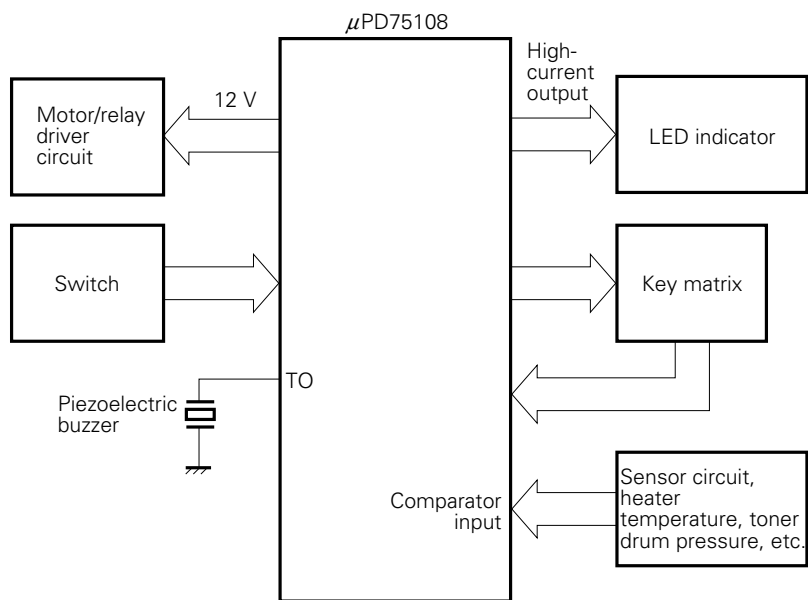 μPD75108
High-
current
output
12 V
Motor/relay
driver
circuit
LED indicator
Switch
Key matrix
TO
Piezoelectric
buzzer
Comparator
input
Sensor circuit,
heater
temperature, toner
drum pressure, etc.